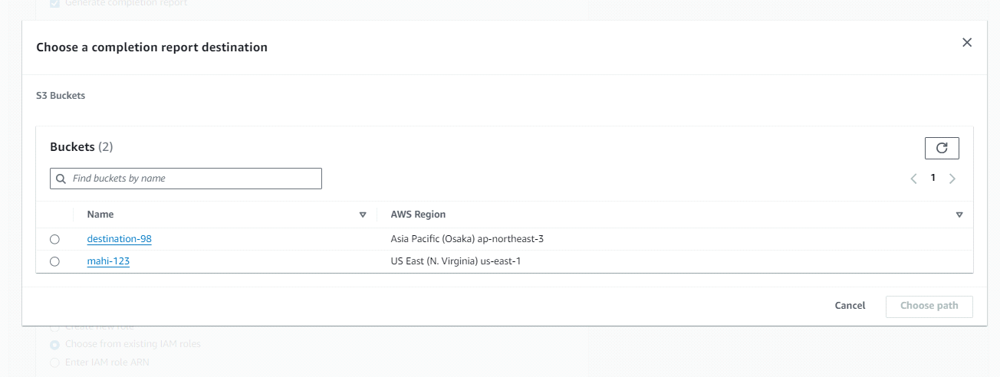 Generate completion report
Choose a completion report destination
S3 Buckets
Buckets (2)
Find buckets by name
1
Name
AWS Region
destination-98
Asia Pacific (Osaka) ap-northeast-3
mahi-123
US East (N. Virginia) us-east-1
Cancel
Choose path
Create new role
Choose from existing IAM roles
Enter IAM role ARN